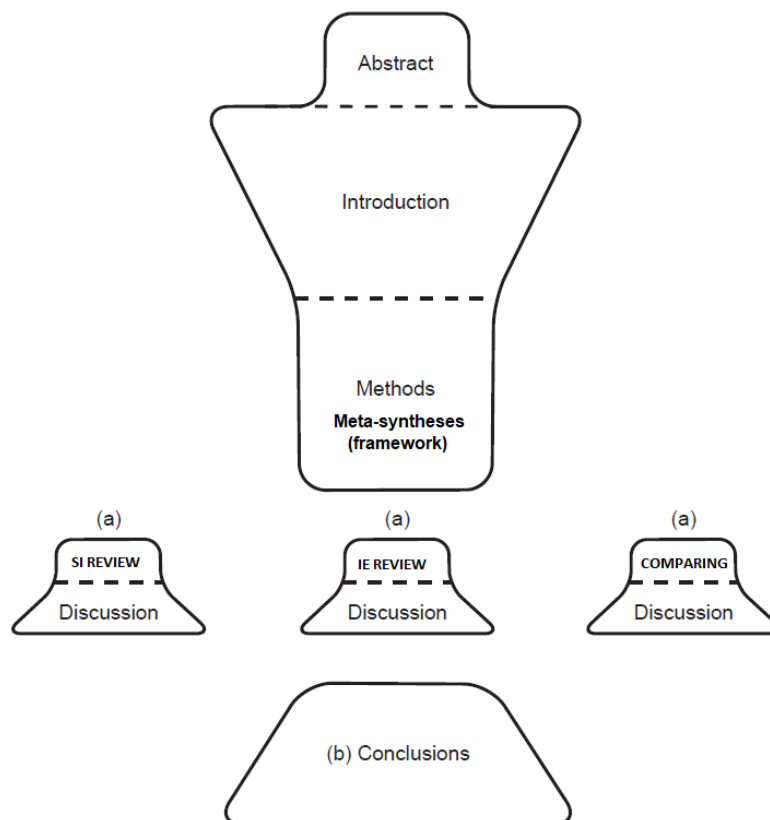 Abstract
Introduction
Methods
Meta-syntheses
(framework)
(a)
(a)
(a)
SI REVIEW
IE REVIEW
COMPARING
Discussion
Discussion
Discussion
(b) Conclusions